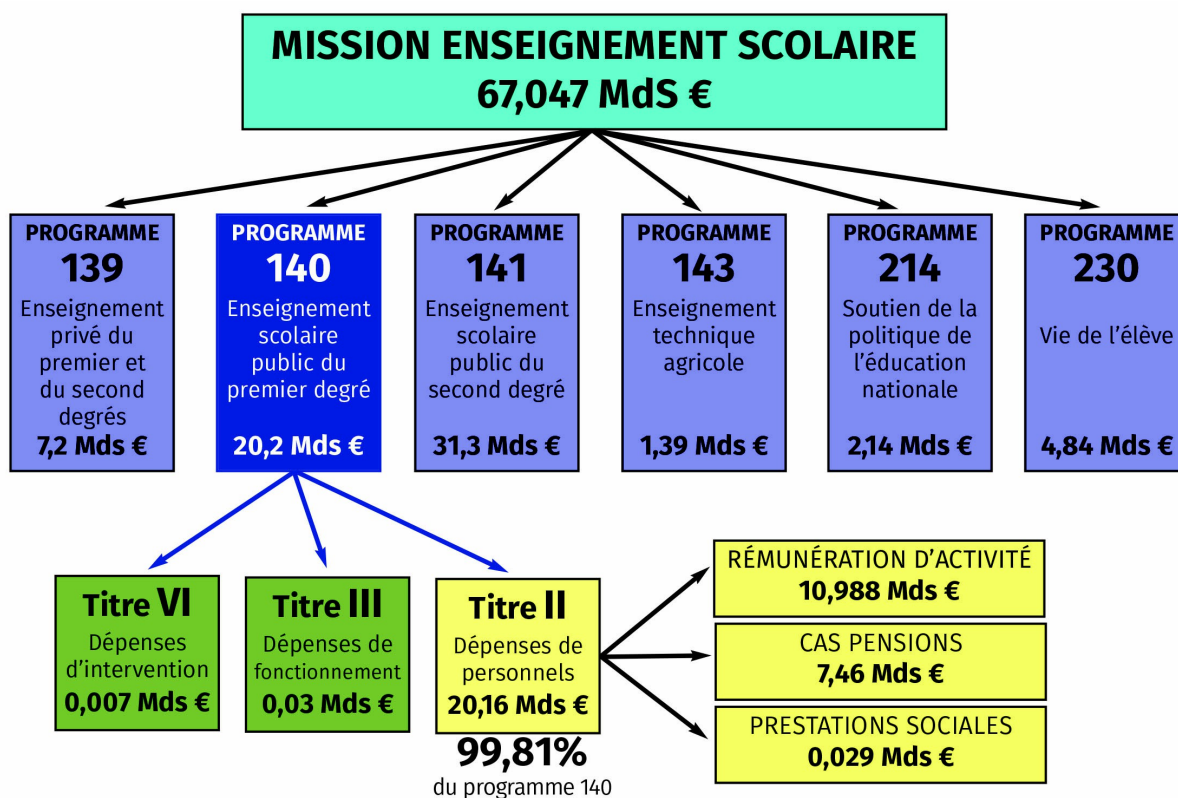 MISSION ENSEIGNEMENT SCOLAIRE
67,047 MdS €
PROGRAMME
139
Enseignement
privé du
premier et
du second
degrés
7,2 Mds €
PROGRAMME
140
Enseignement
scolaire
public du
premier degré
20,2 Mds €
PROGRAMME
141
Enseignement
scolaire
public du
second degré
31,3 Mds €
PROGRAMME
143
Enseignement
technique
agricole
1,39 Mds €
PROGRAMME
214
Soutien de la
politique de
l’éducation
nationale
2,14 Mds €
PROGRAMME
230
Vie de l’élève
4,84 Mds €
Titre VI
Dépenses
d’intervention
0,007 Mds €
Titre III
Dépenses de
fonctionnement
0,03 Mds €
Titre II
Dépenses de
personnels
20,16 Mds €
99,81%
du programme 140
RÉMUNÉRATION D’ACTIVITÉ
10,988 Mds €
CAS PENSIONS
7,46 Mds €
PRESTATIONS SOCIALES
0,029 Mds €